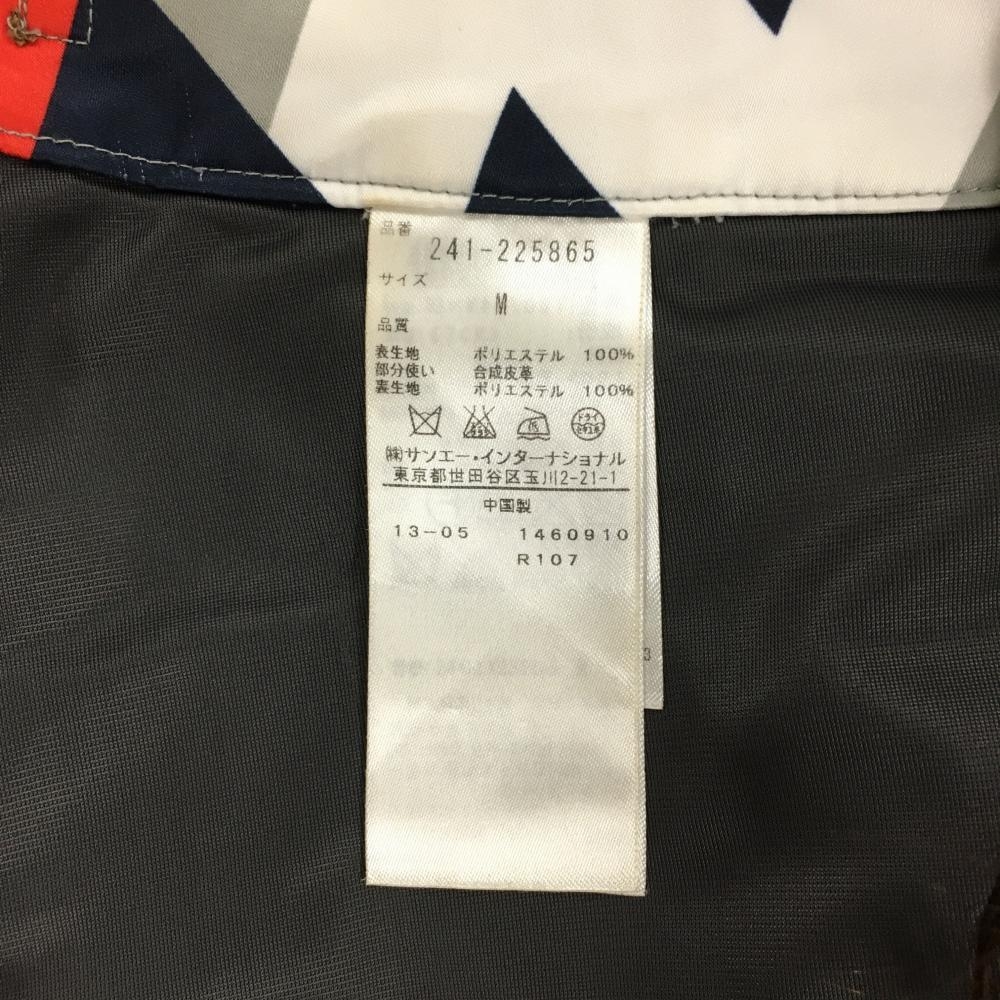 品番
241-225865
サイズ
M
品質
表生地 ポリエステル 100%
部分使い 合成皮革
裏生地 ポリエステル 100%
㈱サンエー・インターナショナル
東京都世田谷区玉川2-21-1
中国製
13-05 1460910
R107
3